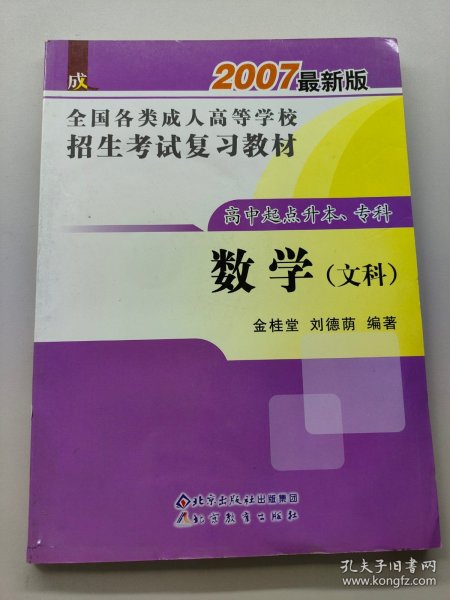 成
2007最新版
全国各类成人高等学校
招生考试复习教材
高中起点升本、专科
数学(文科)
金桂堂 刘德荫 编著
北京出版社出版集团
北京教育出版社
孔夫子旧书网
www.kongfz.com